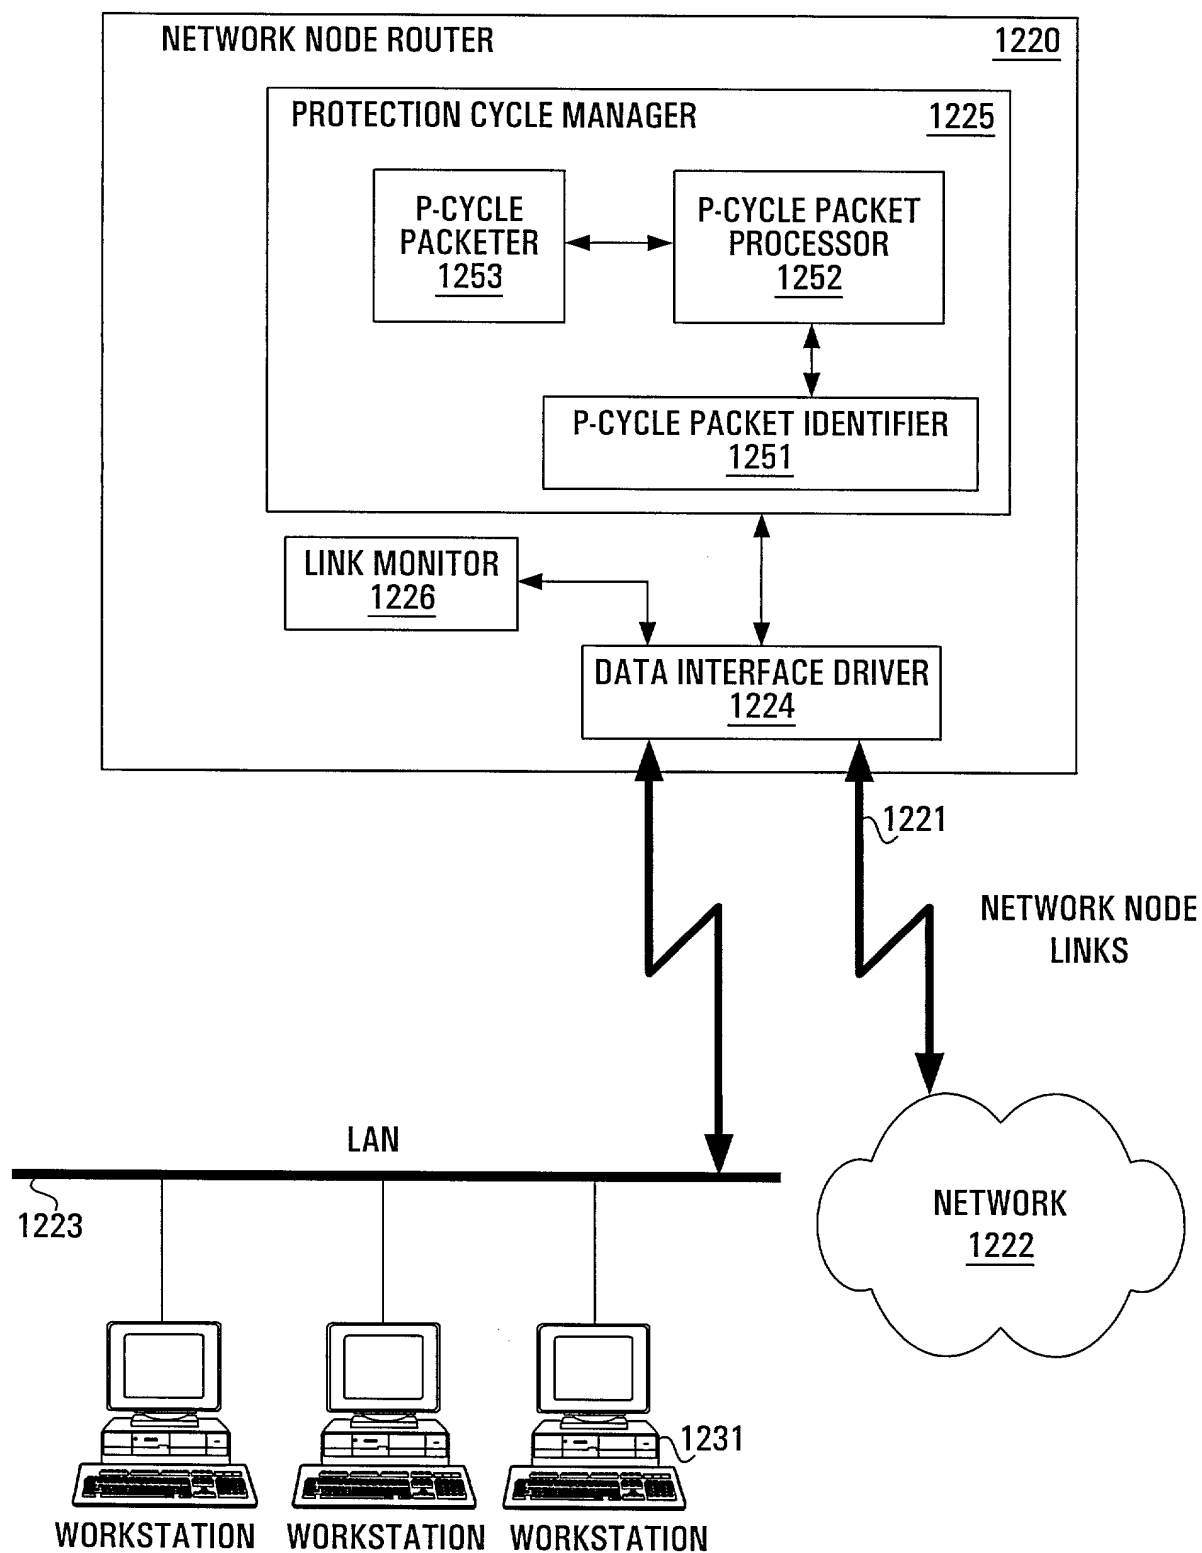 NETWORK NODE ROUTER
1220
PROTECTION CYCLE MANAGER
1225
P-CYCLE
PACKETER
1253
P-CYCLE PACKET
PROCESSOR
1252
P-CYCLE PACKET IDENTIFIER
1251
LINK MONITOR
1226
DATA INTERFACE DRIVER
1224
1221
NETWORK NODE
LINKS
LAN
1223
NETWORK
1222
1231
WORKSTATION
WORKSTATION
WORKSTATION